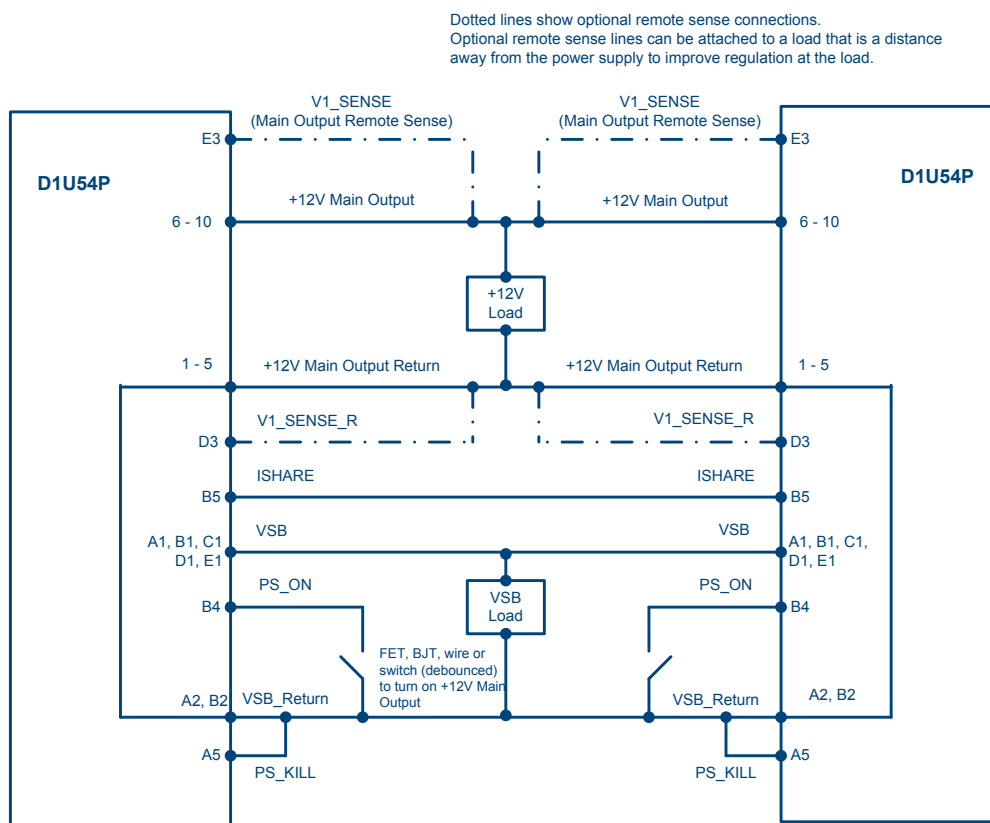 Dotted lines show optional remote sense connections.
Optional remote sense lines can be attached to a load that is a distance
away from the power supply to improve regulation at the load.
V1_SENSE
(Main Output Remote Sense)
V1_SENSE
(Main Output Remote Sense)
E3
E3
D1U54P
D1U54P
+12V Main Output
+12V Main Output
6 - 10
6 - 10
+12V
Load
1 - 5
+12V Main Output Return
+12V Main Output Return
1 - 5
V1_SENSE_R
V1_SENSE_R
D3
D3
ISHARE
ISHARE
B5
B5
VSB
VSB
A1, B1, C1
D1, E1
A1, B1, C1,
D1, E1
PS_ON
PS_ON
VSB
Load
B4
B4
FET, BJT, wire or
switch (debounced)
to turn on +12V Main
Output
A2, B2
VSB_Return
VSB_Return
A2, B2
A5
A5
PS_KILL
PS_KILL